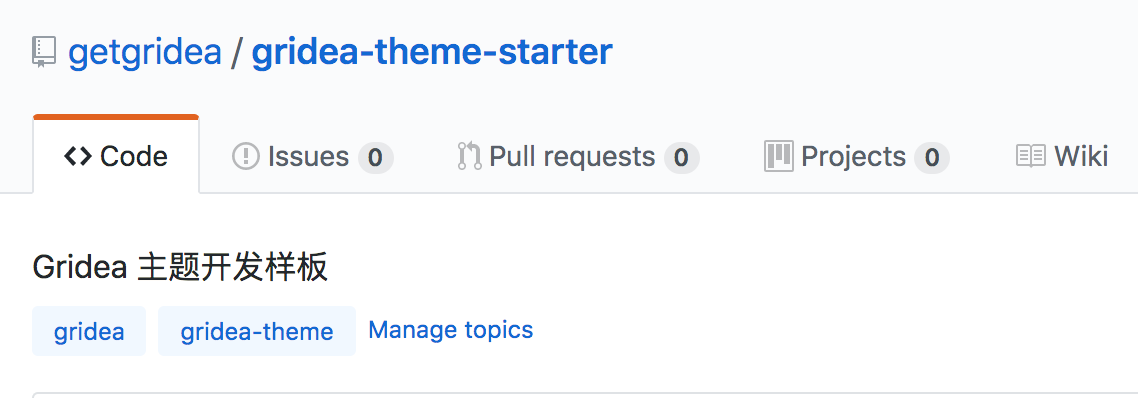 getgridea / gridea-theme-starter
Code Issues 0 Pull requests 0 Projects 0 Wiki
Gridea 主题开发样板
gridea gridea-theme Manage topics